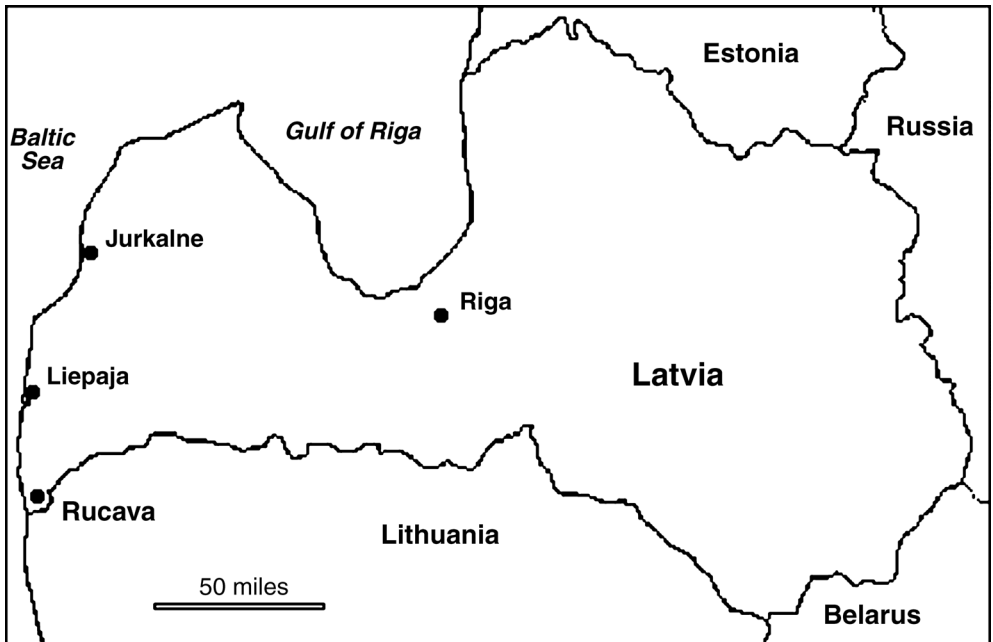 Estonia
Russia
Baltic
Sea
Gulf of Riga
Jurkalne
Riga
Liepaja
Latvia
Rucava
Lithuania
50 miles
Belarus